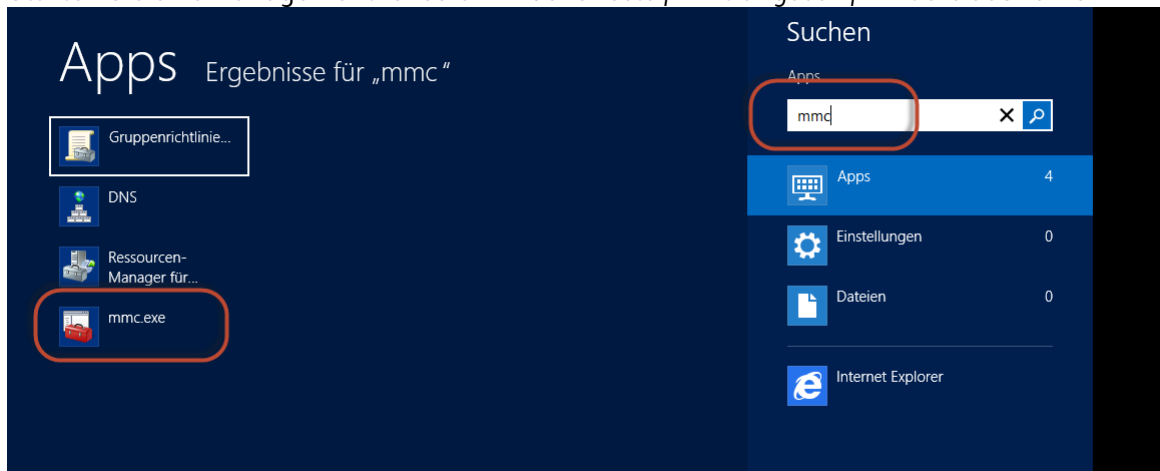 Apps Ergebnisse für „mmc“
Gruppenrichtlinie...
DNS
Ressourcen-
Manager für...
mmc.exe
Suchen
Apps
mmc
Apps 4
Einstellungen 0
Dateien 0
Internet Explorer